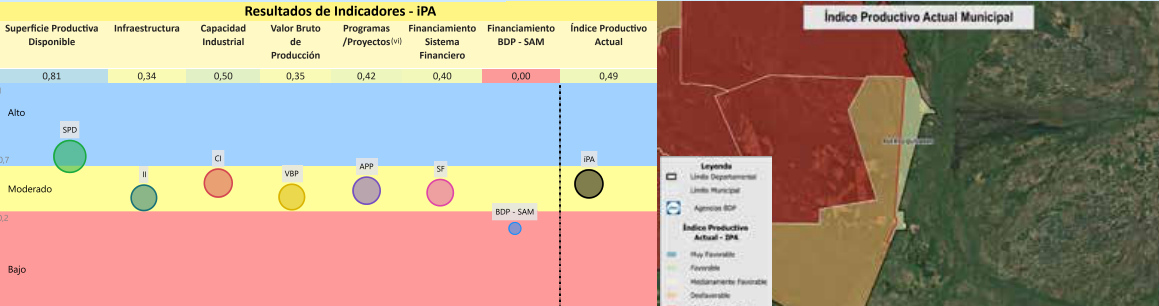 Resultados de Indicadores - iPA
Superficie Productiva
Disponible
Infraestructura
Capacidad
Industrial
Valor Bruto
de
Producción
Programas
/Proyectos(vi)
Financiamiento
Sistema
Financiero
Financiamiento
BDP - SAM
Índice Productivo
Actual
0,81
0,34
0,50
0,35
0,42
0,40
0,00
0,49
Alto
SPD
0,7
II
CI
VBP
APP
SF
iPA
Moderado
0,2
BDP - SAM
Bajo
Índice Productivo Actual Municipal
Leyenda
Limite Departamental
Limite Municipal
Agencias BDP
Índice Productivo
Actual - IPA
Muy Favorable
Favorable
Medianamente Favorable
Desfavorable